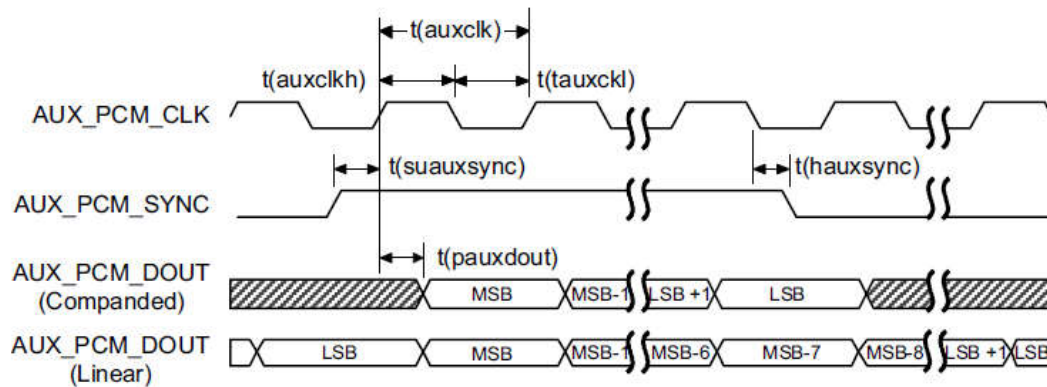 t(auxclk)
t(auxclkh)
t(tauxckl)
AUX_PCM_CLK
t(suauxsync)
t(hauxsync)
AUX_PCM_SYNC
t(pauxdout)
AUX_PCM_DOUT
(Companded)
MSB
MSB-1
LSB +1
LSB
AUX_PCM_DOUT
(Linear)
LSB
MSB
MSB-1
MSB-6
MSB-7
MSB-8
LSB +1
LSB